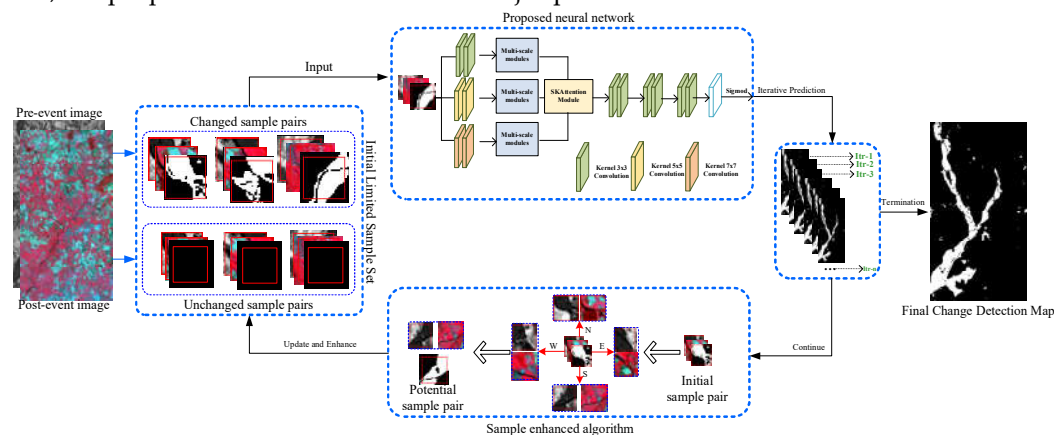 Proposed neural network
Input
Multi-scale
modules
Multi-scale
modules
Multi-scale
modules
SKAttention
Module
Sigmod
Iterative Prediction
Kernel 3x3
Convolution
Kernel 5x5
Convolution
Kernel 7x7
Convolution
Pre-event image
Post-event image
Changed sample pairs
Unchanged sample pairs
Initial Limited Sample Set
Itr-1
Itr-2
Itr-3
Termination
Final Change Detection Map
Continue
Update and Enhance
N
W
E
S
Potential
sample pair
Initial
sample pair
Sample enhanced algorithm